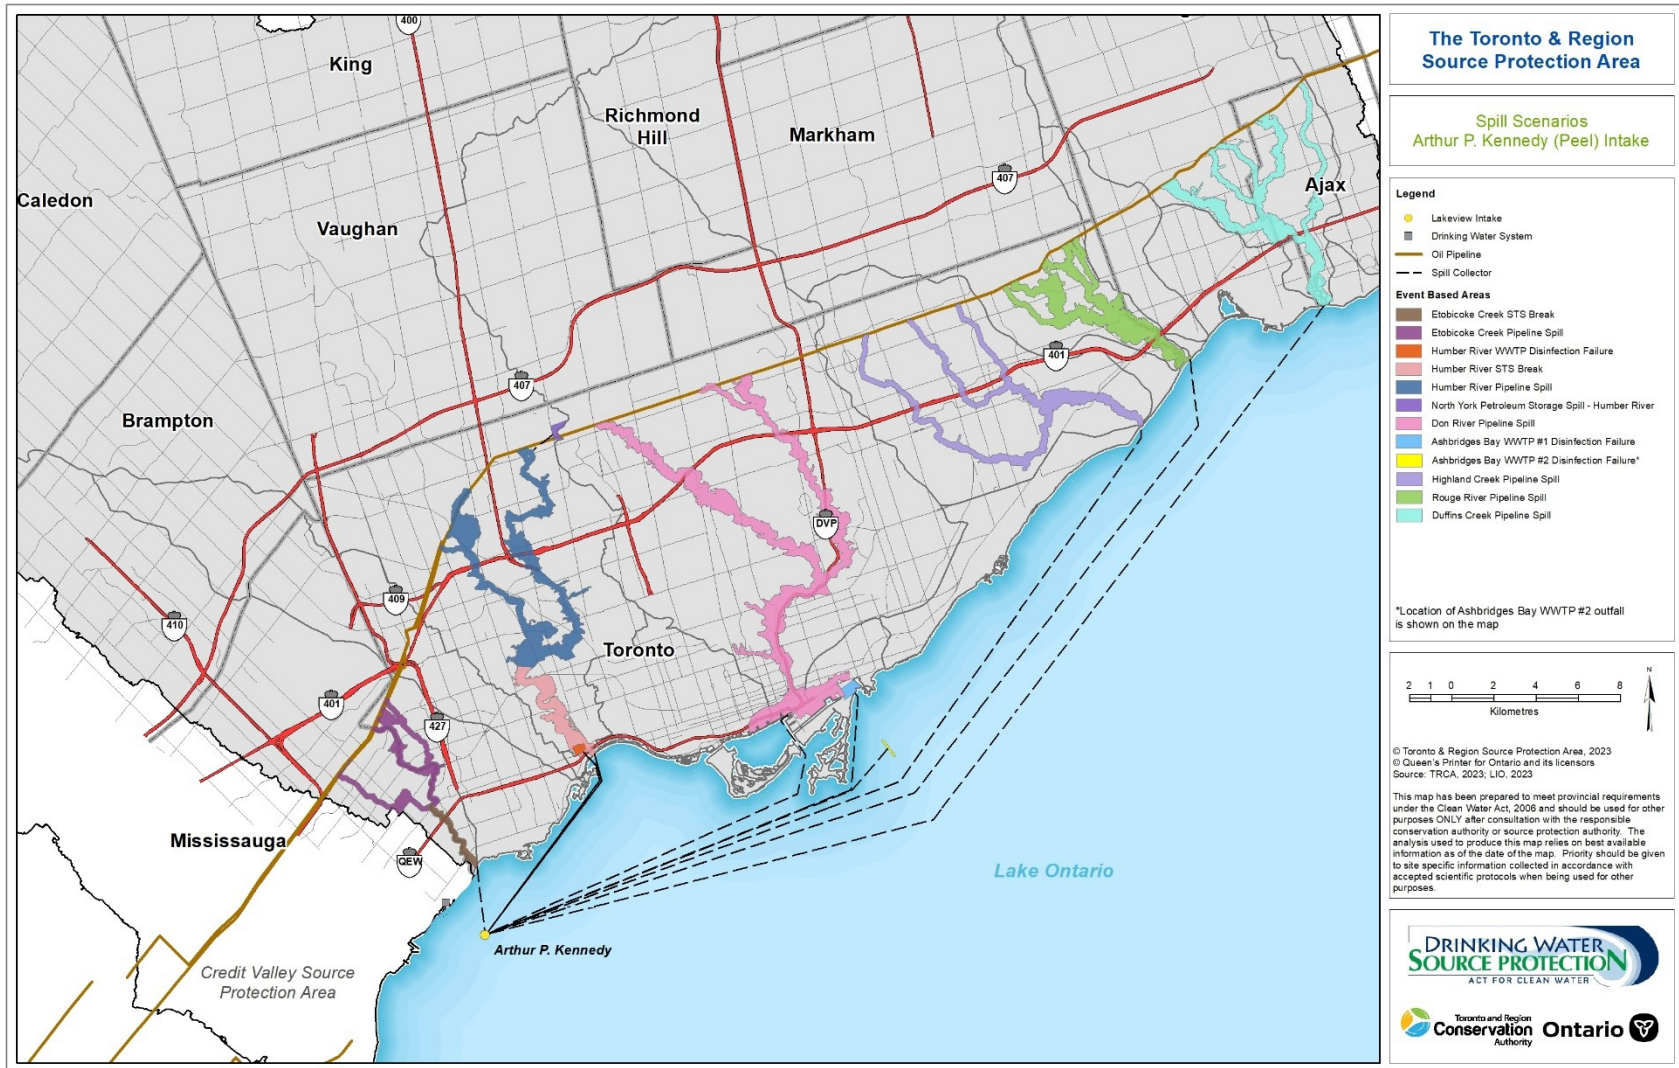 400
King
Richmond
Hill
Markham
407
Ajax
Caledon
Vaughan
407
401
Brampton
DVP
409
410
Toronto
401
427
Mississauga
QEW
Lake Ontario
Arthur P. Kennedy
Credit Valley Source
Protection Area
The Toronto & Region
Source Protection Area
Spill Scenarios
Arthur P. Kennedy (Peel) Intake
Legend
Lakeview Intake
Drinking Water System
Oil Pipeline
Spill Collector
Event Based Areas
Etobicoke Creek STS Break
Etobicoke Creek Pipeline Spill
Humber River WWTP Disinfection Failure
Humber River STS Break
Humber River Pipeline Spill
North York Petroleum Storage Spill - Humber River
Don River Pipeline Spill
Ashbridges Bay WWTP #1 Disinfection Failure
Ashbridges Bay WWTP #2 Disinfection Failure*
Highland Creek Pipeline Spill
Rouge River Pipeline Spill
Duffins Creek Pipeline Spill
*Location of Ashbridges Bay WWTP #2 outfall
is shown on the map
2 1 0 2 4 6 8
Kilometres
N
© Toronto & Region Source Protection Area, 2023
© Queen's Printer for Ontario and its licensors
Source: TRCA, 2023; LIO, 2023
This map has been prepared to meet provincial requirements
under the Clean Water Act, 2006 and should be used for other
purposes ONLY after consultation with the responsible
conservation authority or source protection authority. The
analysis used to produce this map relies on best available
information as of the date of the map. Priority should be given
to site specific information collected in accordance with
accepted scientific protocols when being used for other
purposes.
DRINKING WATER
SOURCE PROTECTION
ACT FOR CLEAN WATER
Toronto and Region
Conservation
Authority
Ontario